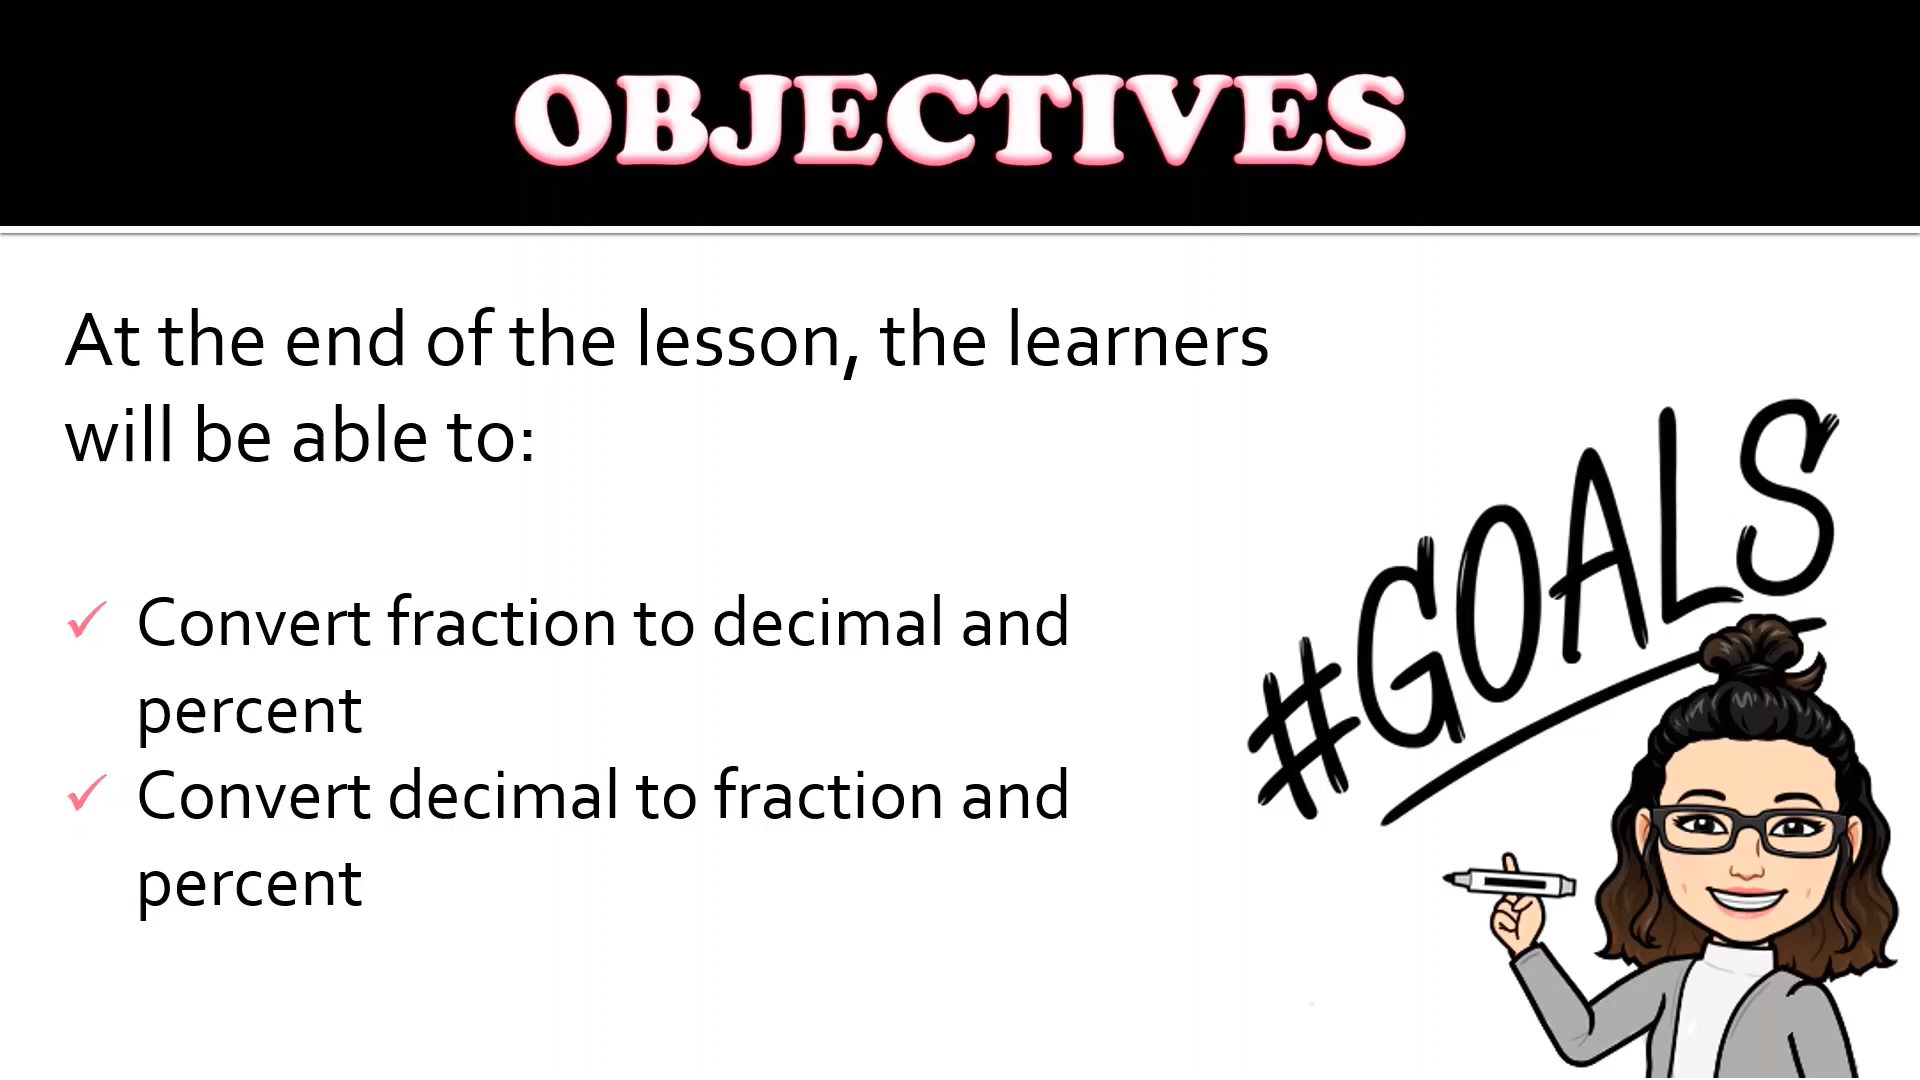 OBJECTIVES
At the end of the lesson, the learners
will be able to:
✓ Convert fraction to decimal and
percent
✓ Convert decimal to fraction and
percent
#GOALS